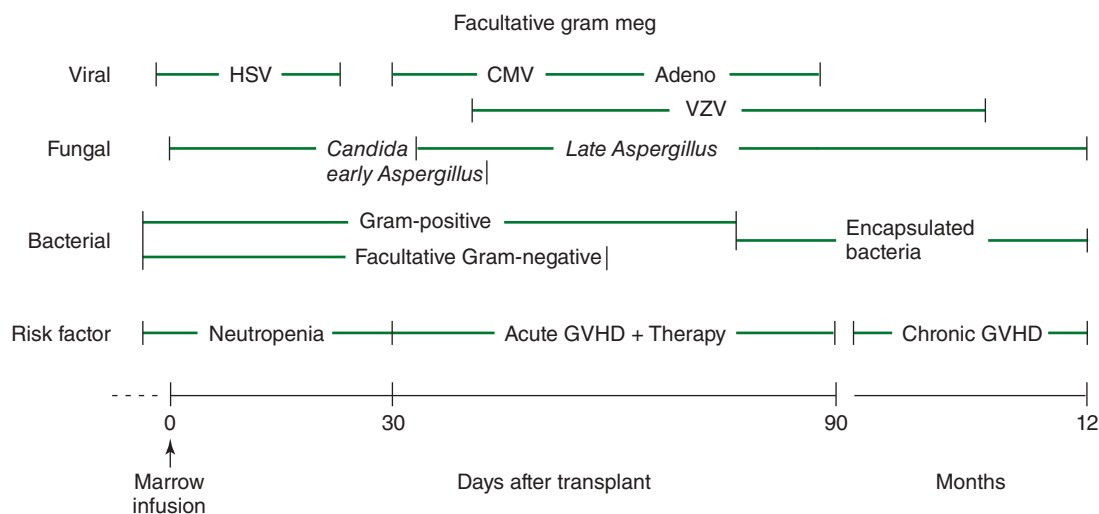 Facultative gram meg
Viral HSV CMV Adeno
VZV
Fungal Candida Late Aspergillus
early Aspergillus
Gram-positive
Bacterial Encapsulated
bacteria
Facultative Gram-negative
Risk factor Neutropenia Acute GVHD + Therapy Chronic GVHD
0 30 90 12
Marrow Days after transplant Months
infusion